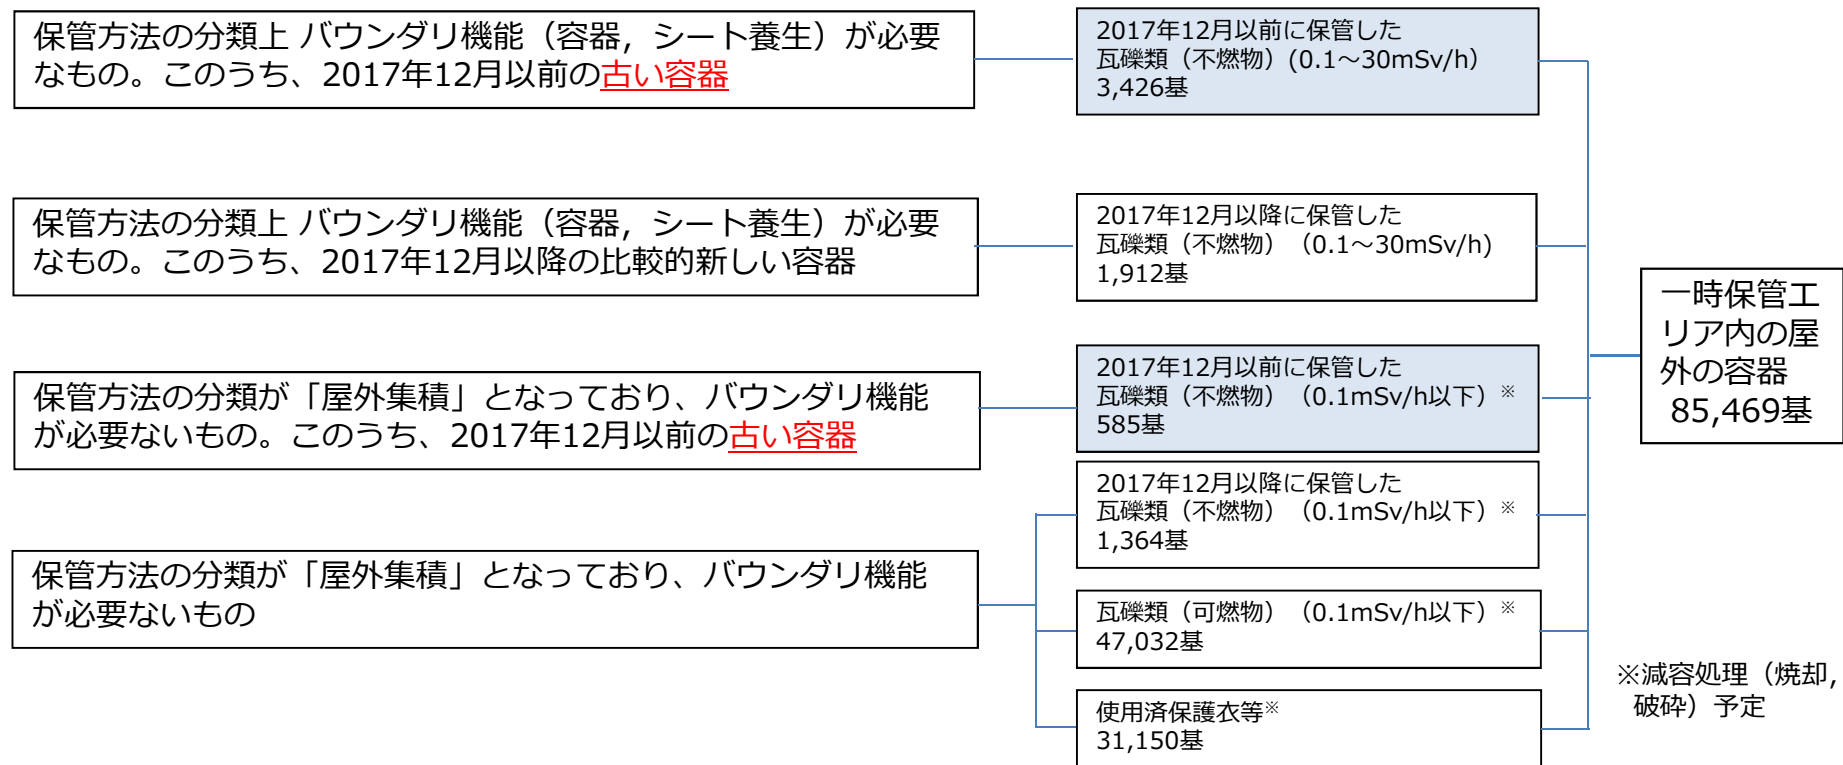 保管方法の分類上 バウンダリ機能（容器，シート養生）が必要
なもの。このうち、2017年12月以前の古い容器
2017年12月以前に保管した
瓦礫類（不燃物）(0.1～30mSv/h）
3,426基
保管方法の分類上 バウンダリ機能（容器，シート養生）が必要
なもの。このうち、2017年12月以降の比較的新しい容器
2017年12月以降に保管した
瓦礫類（不燃物）（0.1～30mSv/h)
1,912基
保管方法の分類が「屋外集積」となっており、バウンダリ機能
が必要ないもの。このうち、2017年12月以前の古い容器
2017年12月以前に保管した
瓦礫類（不燃物）（0.1mSv/h以下）※
585基
保管方法の分類が「屋外集積」となっており、バウンダリ機能
が必要ないもの
2017年12月以降に保管した
瓦礫類（不燃物）（0.1mSv/h以下）※
1,364基
瓦礫類（可燃物）（0.1mSv/h以下）※
47,032基
使用済保護衣等※
31,150基
一時保管エ
リア内の屋
外の容器
85,469基
※減容処理（焼却，
破砕）予定